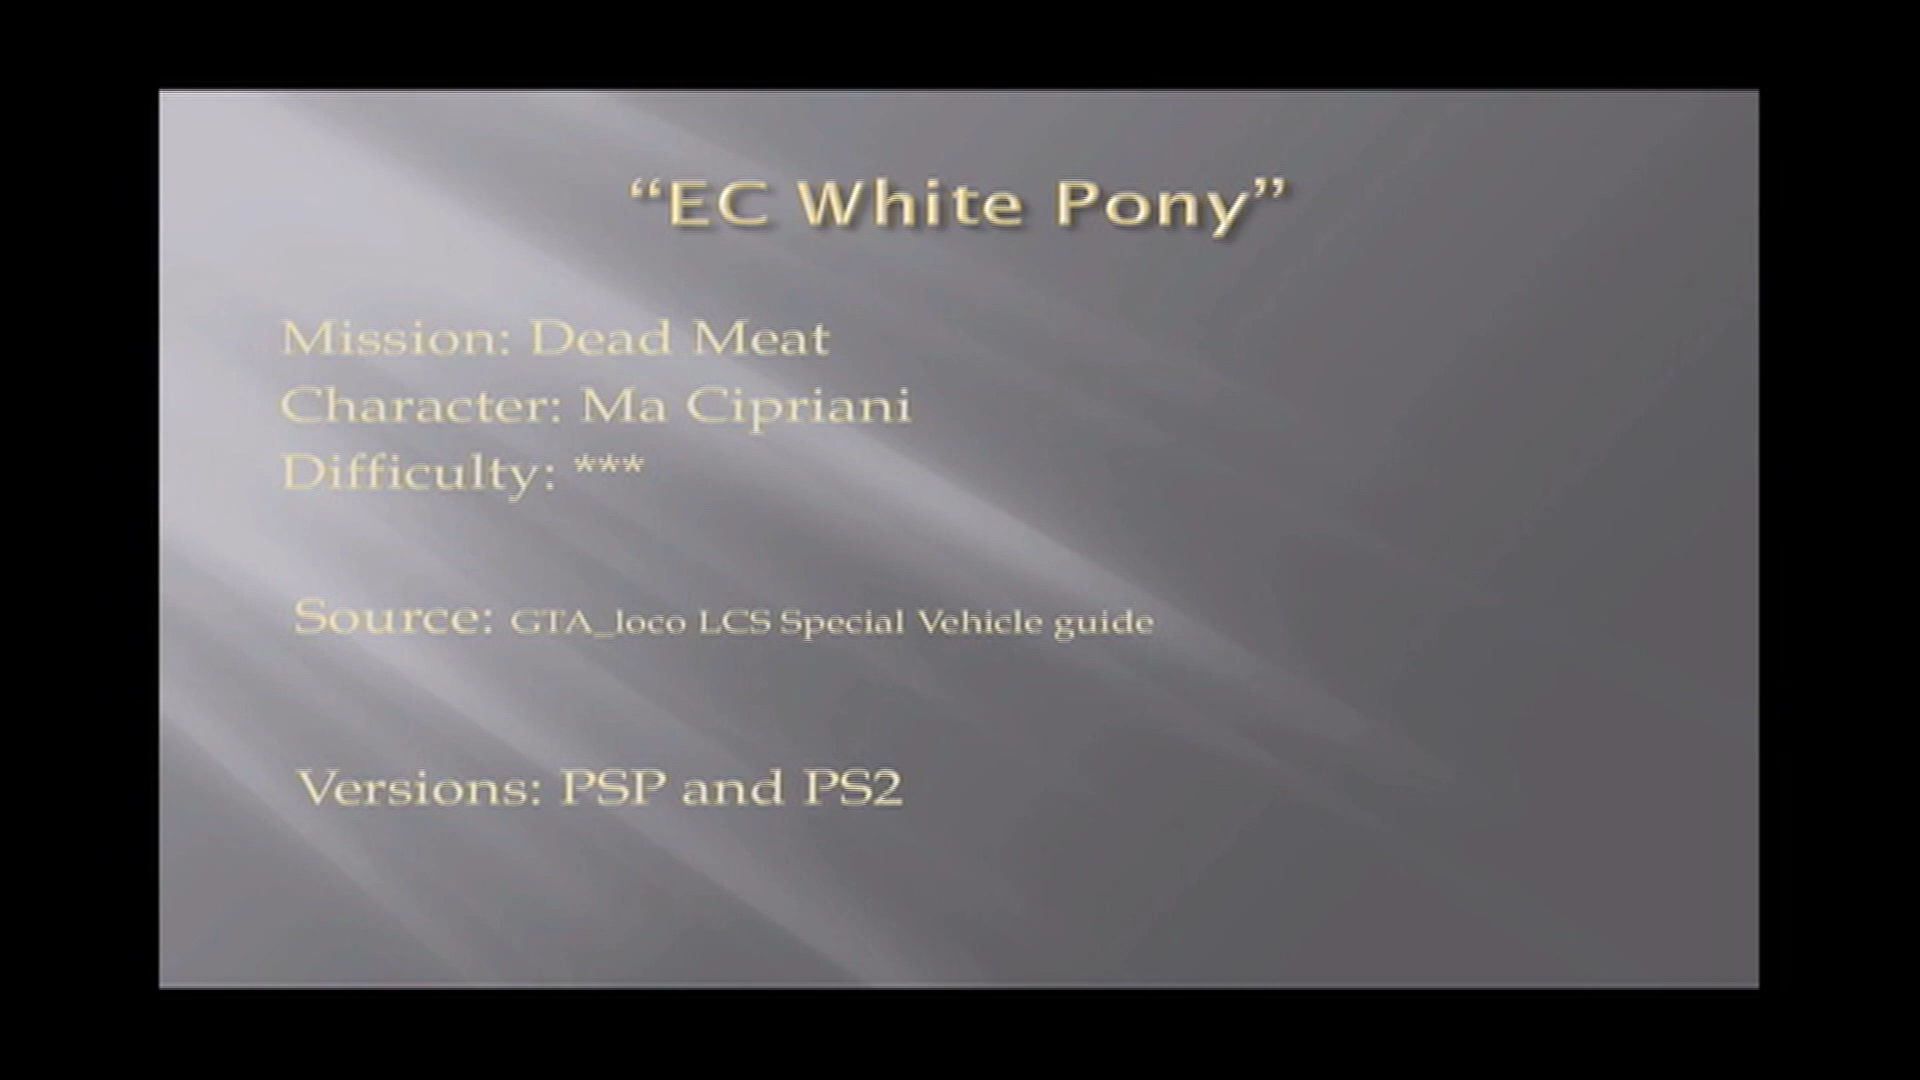 “EC White Pony”
Mission: Dead Meat
Character: Ma Cipriani
Difficulty: ***
Source: GTA_loco LCS Special Vehicle guide
Versions: PSP and PS2